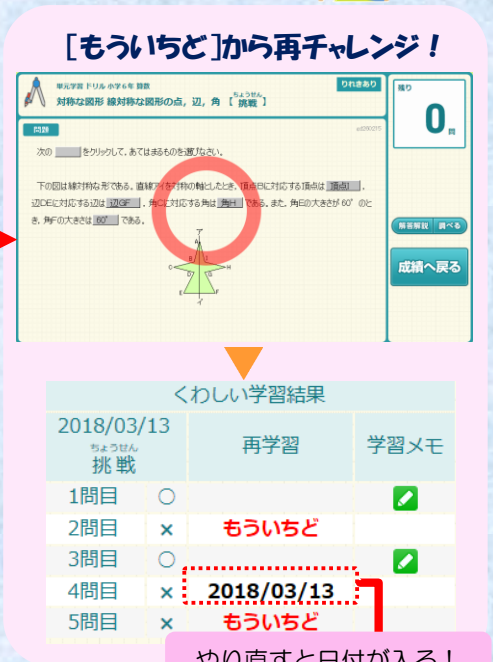 [もういちど]から再チャレンジ！
単元学習 ドリル 小学6年 算数
りれきあり
対称な図形 線対称な図形の点，辺，角 【挑戦】
ちょうせん
残り
0問
問題
次の をクリックして，あてはまるものを選びなさい。
下の図は線対称な形である。直線アイを対称の軸としたとき，頂点Bに対応する頂点は 頂点I ，
辺DEに対応する辺は 辺GF ，角Cに対応する角は 角H である。また，角Eの大きさが 60° のと
き，角Fの大きさは 60° である。
ア
A
B I
C H
D G
E F
イ
解答解説 調べる
成績へ戻る
くわしい学習結果
2018/03/13
ちょうせん
挑戦
再学習
学習メモ
1問目 ○
2問目 × もういちど
3問目 ○
4問目 × 2018/03/13
5問目 × もういちど
やり直すと日付が入る！